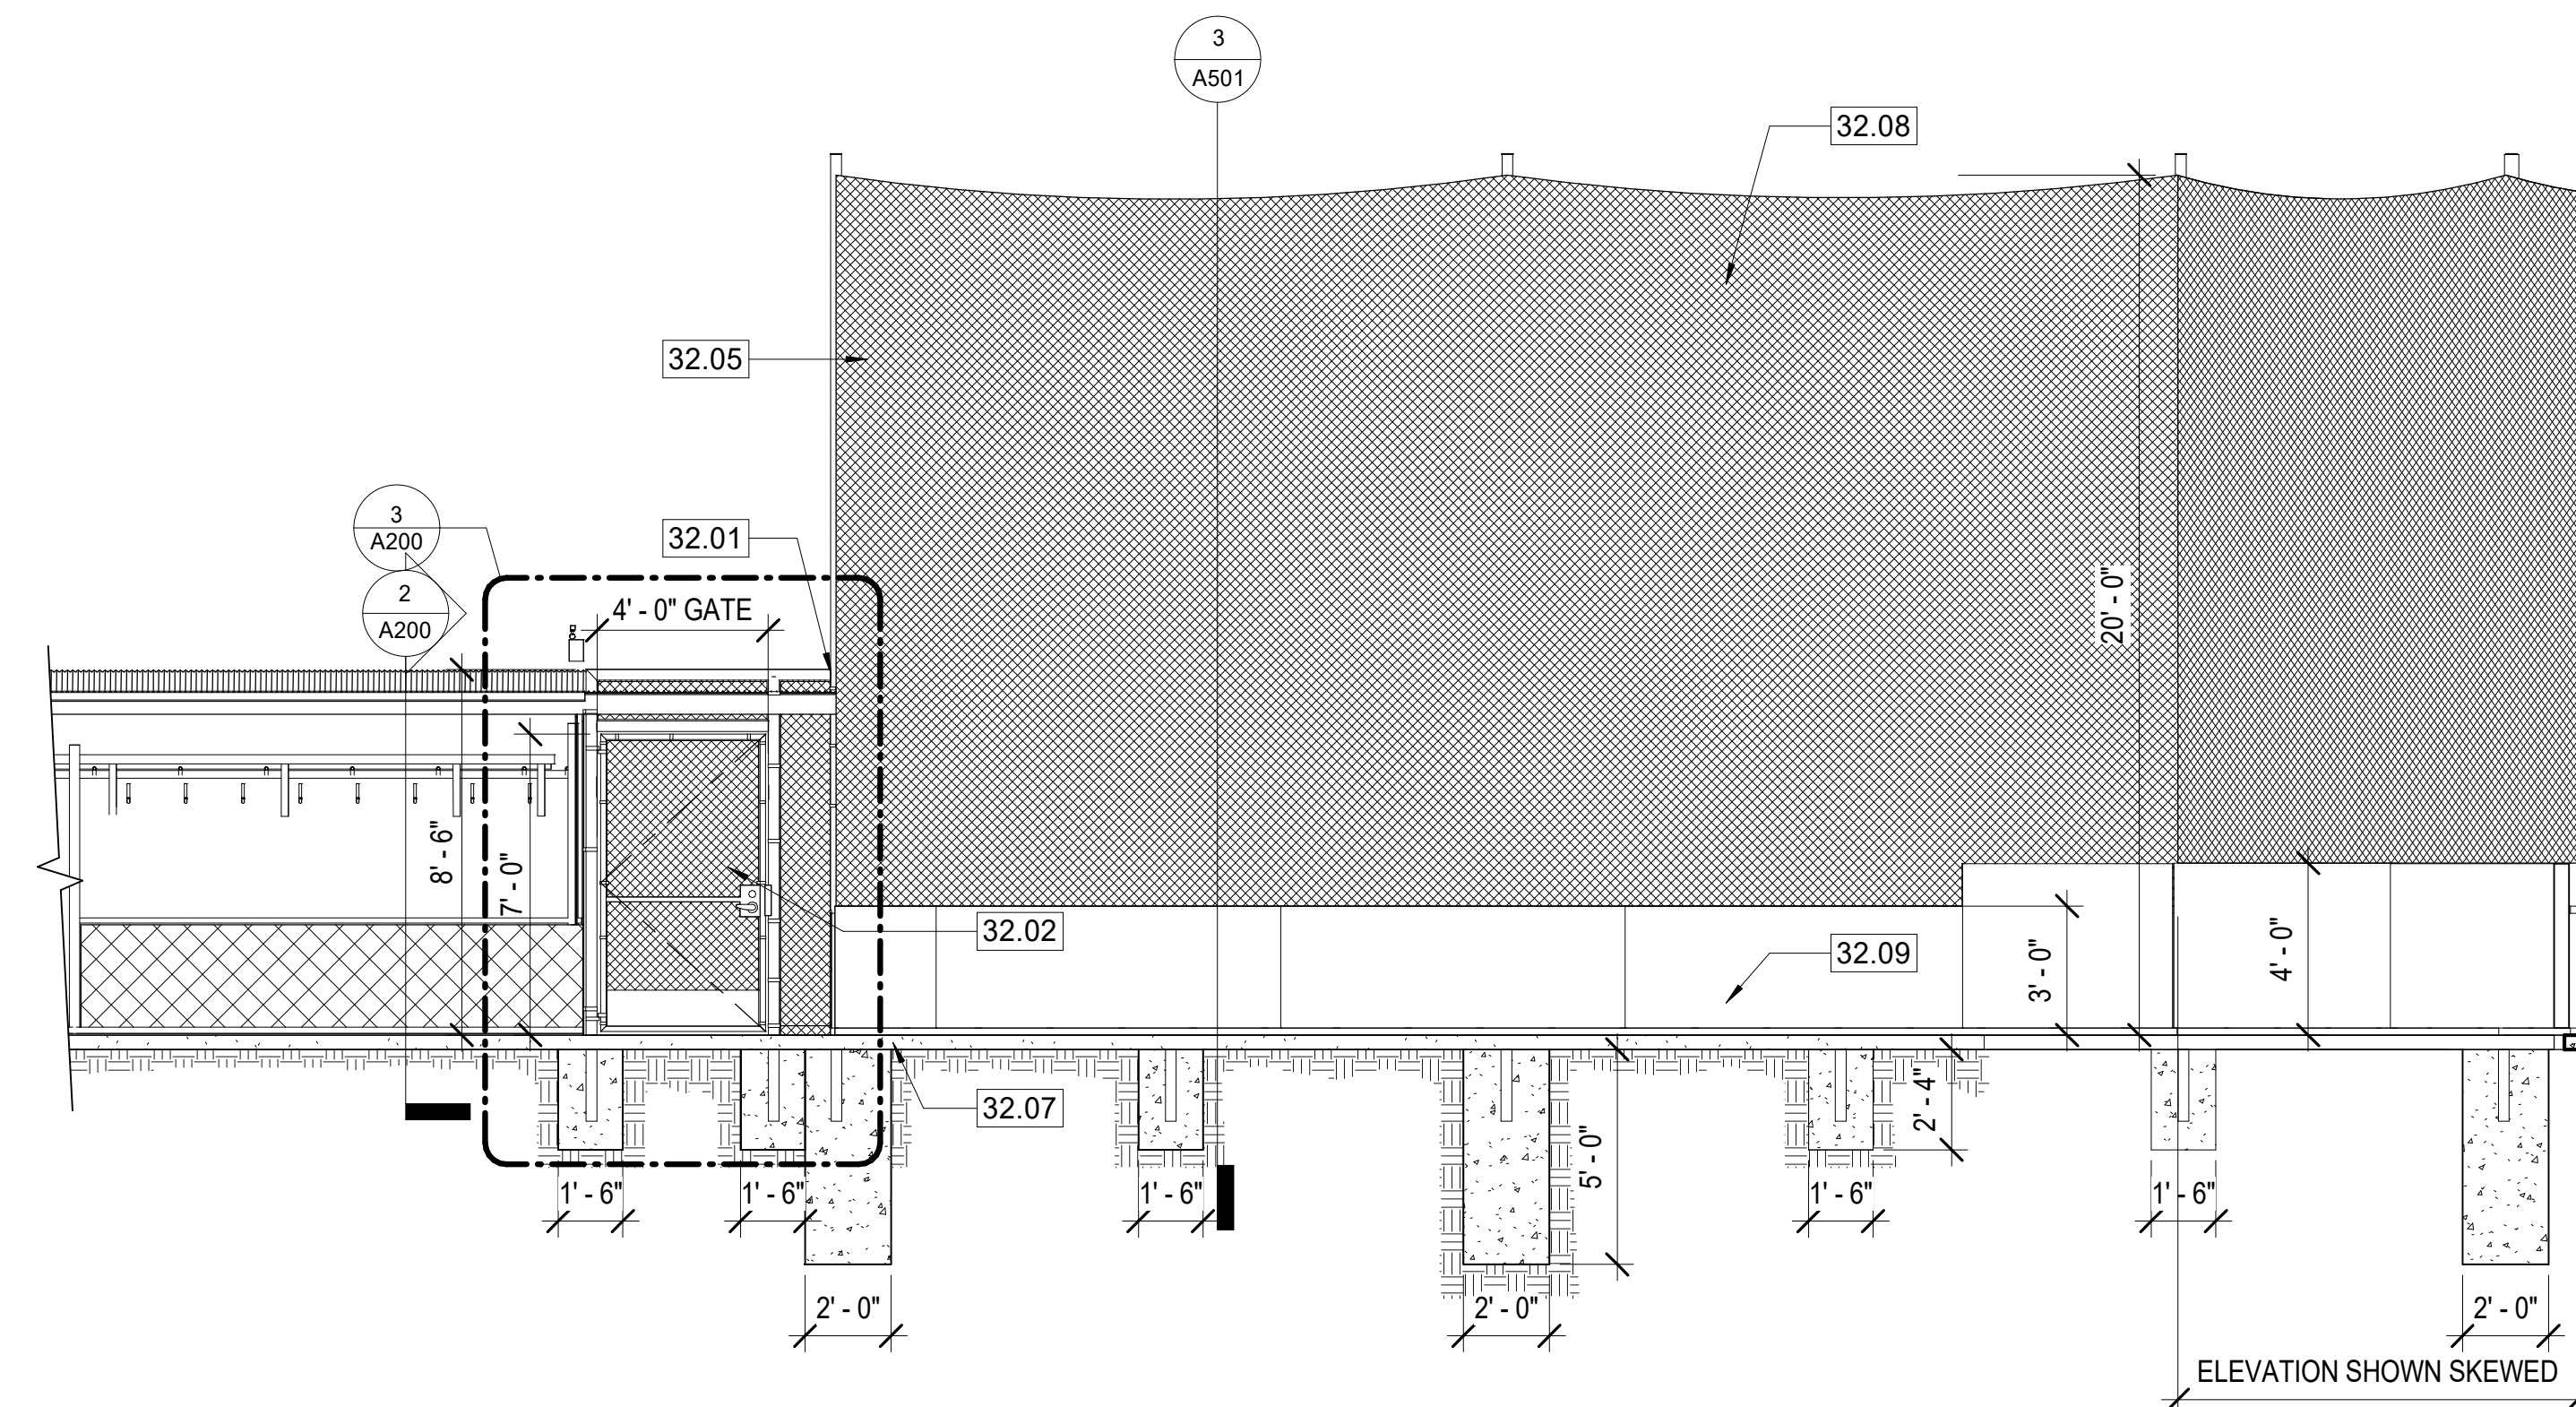 3
A501
32.08
32.05
3
A200
32.01
2
A200
4' - 0" GATE
20' - 0"
8' - 6"
7' - 0"
32.02
32.09
3' - 0"
4' - 0"
32.07
2' - 4"
5' - 0"
1' - 6"
1' - 6"
1' - 6"
1' - 6"
1' - 6"
2' - 0"
2' - 0"
2' - 0"
ELEVATION SHOWN SKEWED